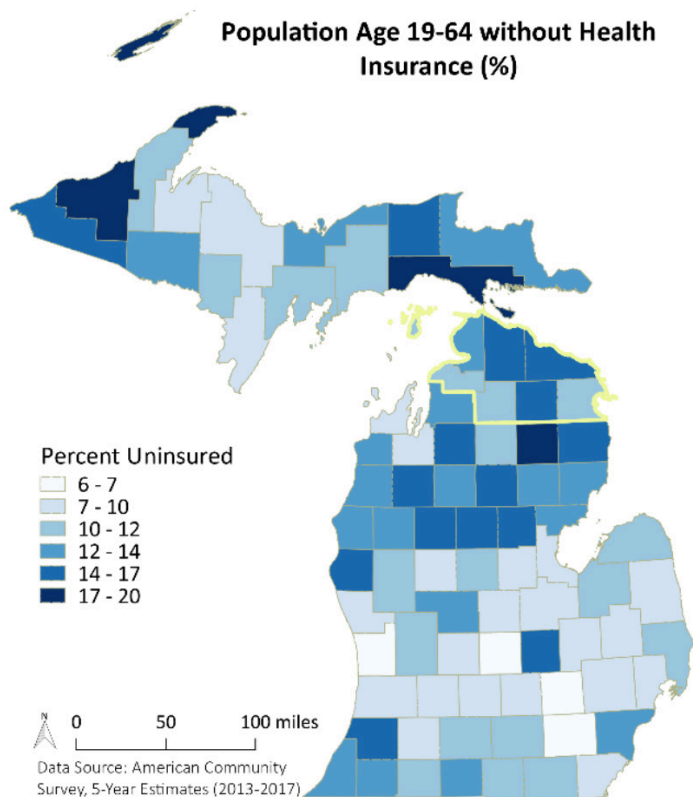 Population Age 19-64 without Health
Insurance (%)
Percent Uninsured
6 - 7
7 - 10
10 - 12
12 - 14
14 - 17
17 - 20
N
0 50 100 miles
Data Source: American Community
Survey, 5-Year Estimates (2013-2017)